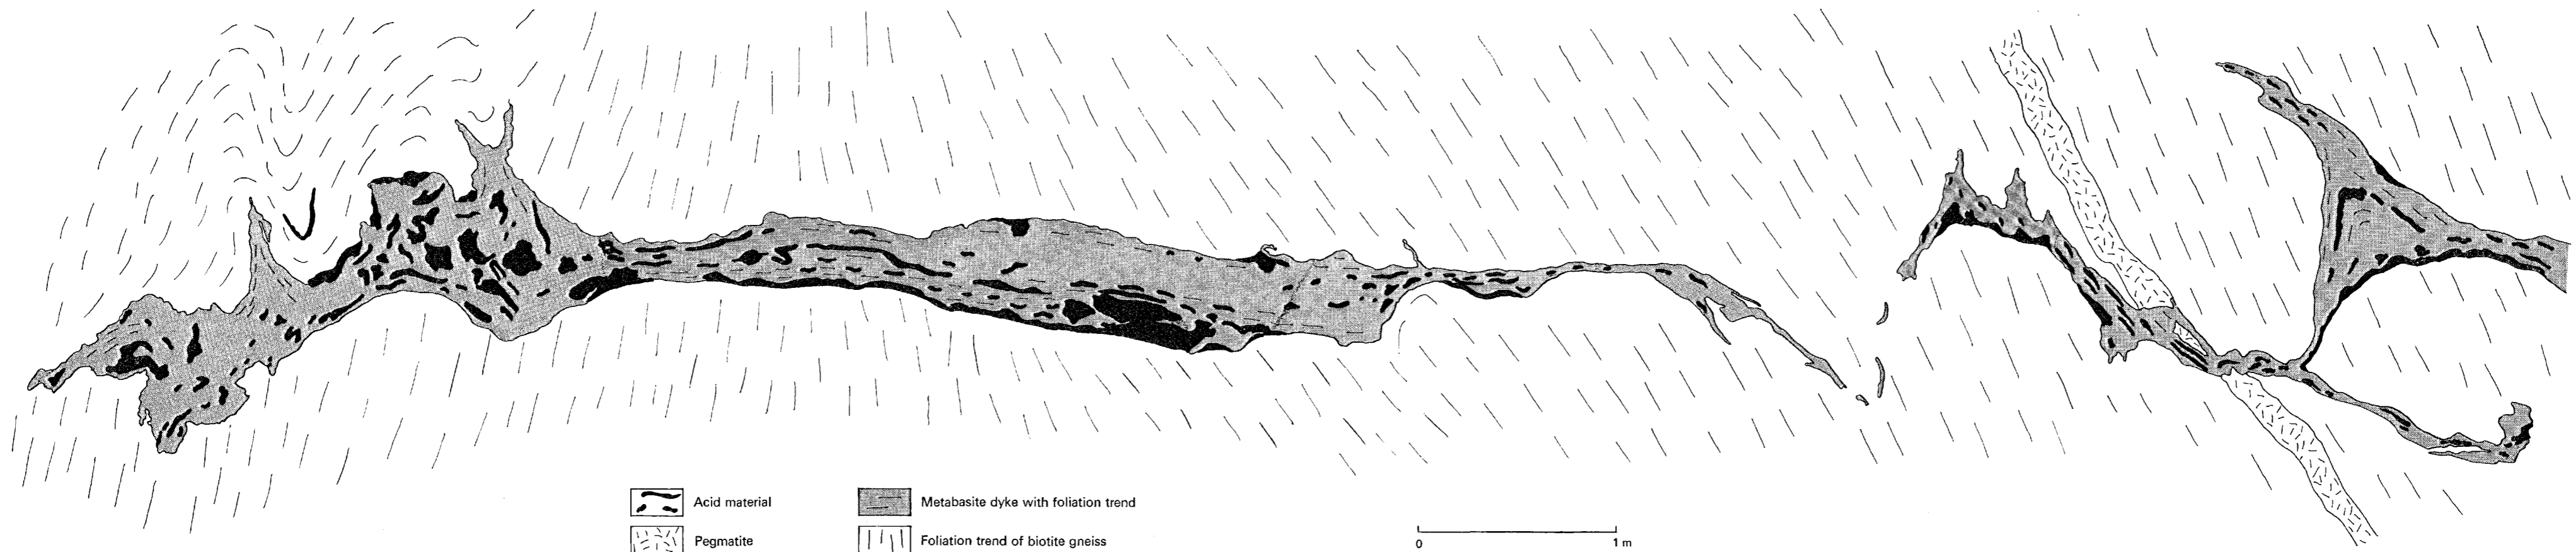 Acid material
Metabasite dyke with foliation trend
Pegmatite
Foliation trend of biotite gneiss
0 1 m